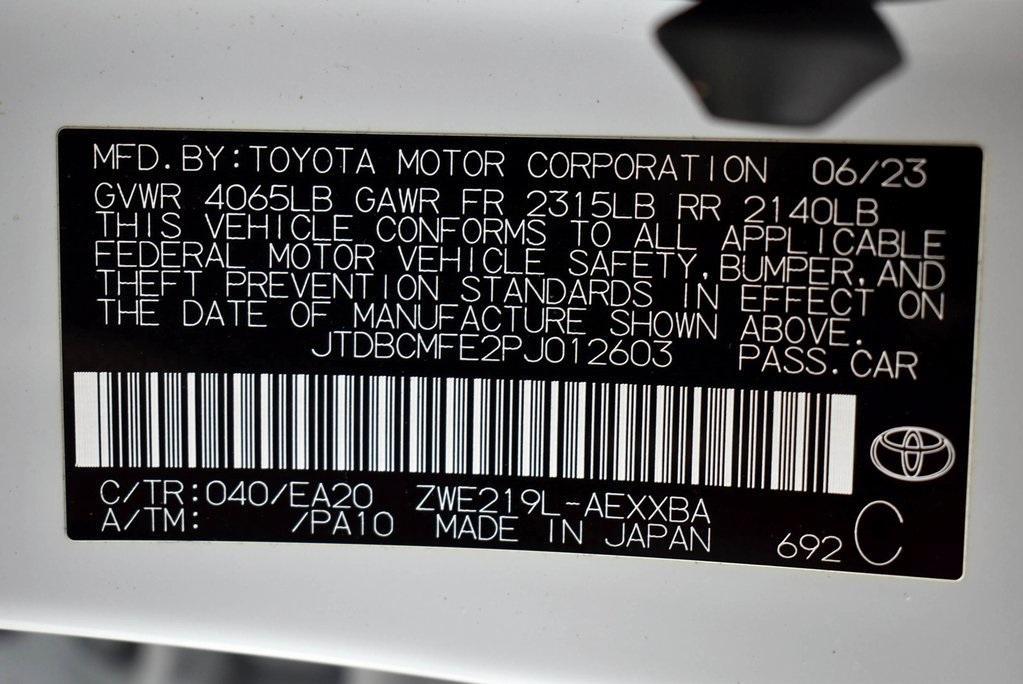 MFD.BY:TOYOTA MOTOR CORPORATION 06/23
GVWR 4065LB GAWR FR 2315LB RR 2140LB
THIS VEHICLE CONFORMS TO ALL APPLICABLE
FEDERAL MOTOR VEHICLE SAFETY,BUMPER,AND
THEFT PREVENTION STANDARDS IN EFFECT ON
THE DATE OF MANUFACTURE SHOWN ABOVE.
JTDBCMFE2PJ012603 PASS.CAR
C/TR:040/EA20 ZWE219L-AEXXBA
A/TM: /PA10 MADE IN JAPAN 692 C